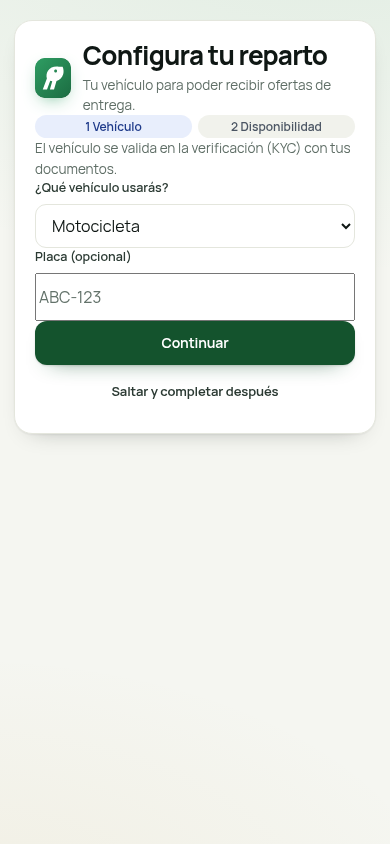 Configura tu reparto
Tu vehículo para poder recibir ofertas de
entrega.
1 Vehículo
2 Disponibilidad
El vehículo se valida en la verificación (KYC) con tus
documentos.
¿Qué vehículo usarás?
Motocicleta
Placa (opcional)
ABC-123
Continuar
Saltar y completar después